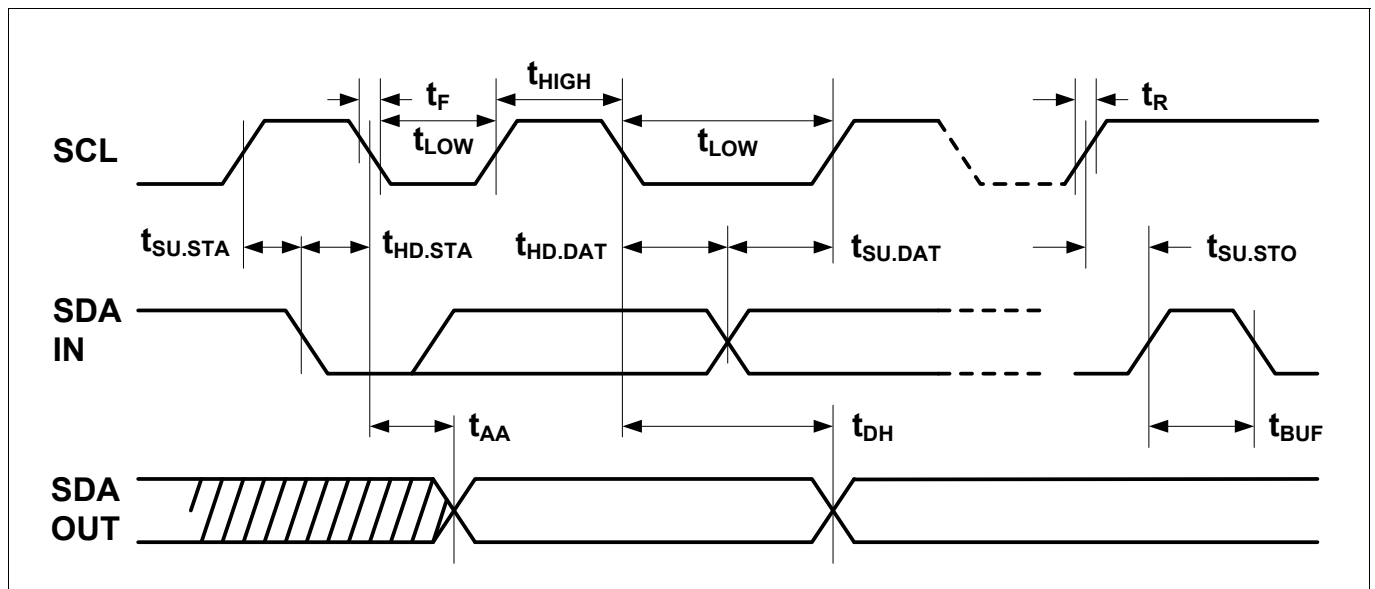 tHIGH
tF
tR
SCL
tLOW
tLOW
tSU.STA
tHD.STA
tHD.DAT
tSU.DAT
tSU.STO
SDA
IN
tAA
tDH
tBUF
SDA
OUT